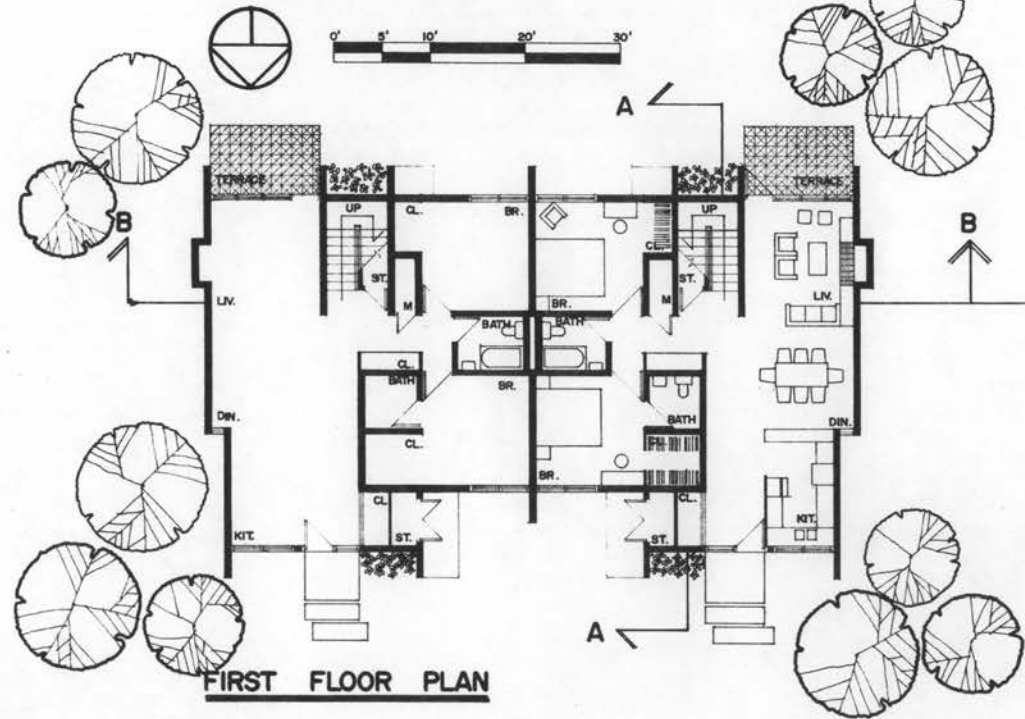 0' 5' 10' 20' 30'
A
TERRACE TERRACE
UP CL. BR. UP
B B
CL.
ST. ST.
LIV. M BR. M LIV.
BATH BATH
CL. BR.
BATH
DIN. BATH DIN.
CL. CL.
BR.
CL. CL.
KIT. ST. ST. KIT.
A
FIRST FLOOR PLAN